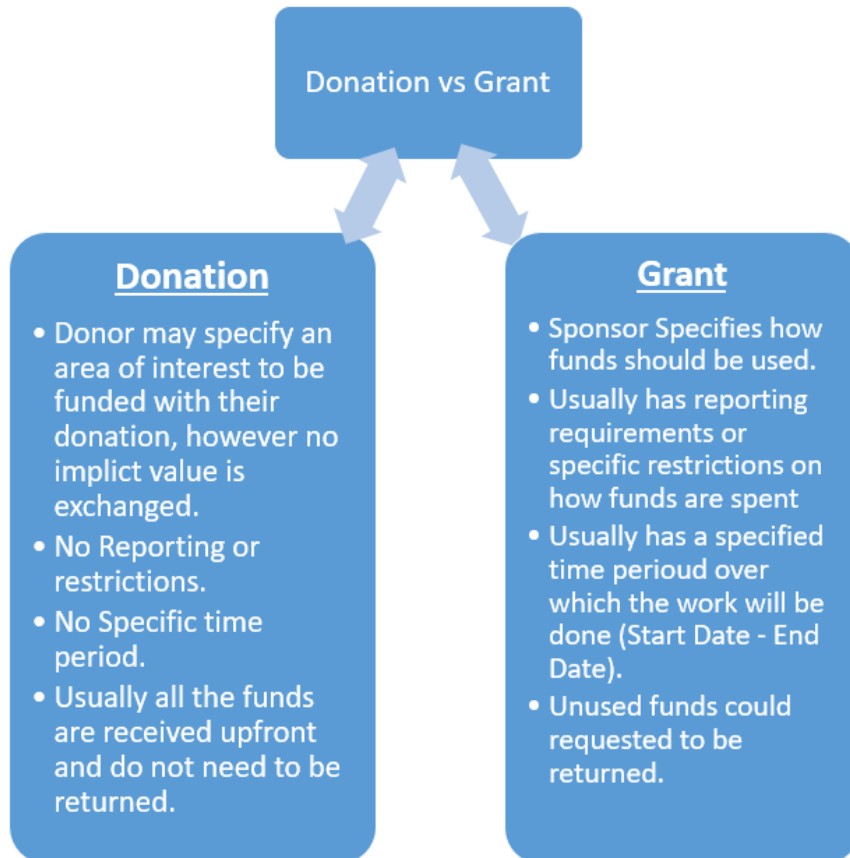 Donation vs Grant
Donation
• Donor may specify an
area of interest to be
funded with their
donation, however no
implict value is
exchanged.
• No Reporting or
restrictions.
• No Specific time
period.
• Usually all the funds
are received upfront
and do not need to be
returned.
Grant
• Sponsor Specifies how
funds should be used.
• Usually has reporting
requirements or
specific restrictions on
how funds are spent
• Usually has a specified
time perioud over
which the work will be
done (Start Date - End
Date).
• Unused funds could
requested to be
returned.